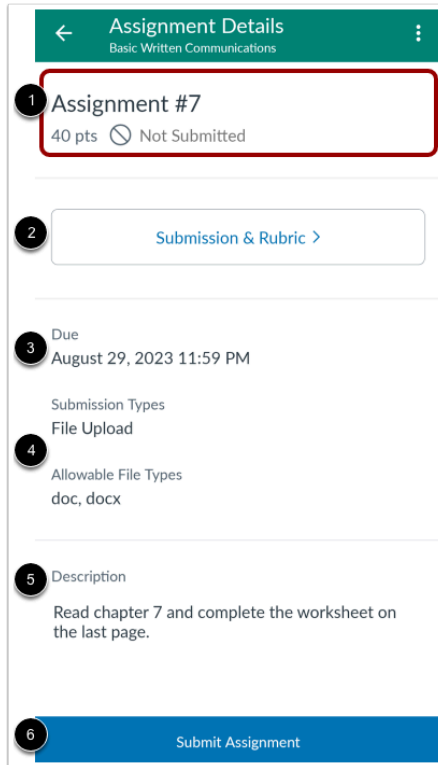 Assignment Details
Basic Written Communications
1
Assignment #7
40 pts Not Submitted
2
Submission & Rubric >
Due
3
August 29, 2023 11:59 PM
Submission Types
File Upload
4
Allowable File Types
doc, docx
5
Description
Read chapter 7 and complete the worksheet on
the last page.
6
Submit Assignment